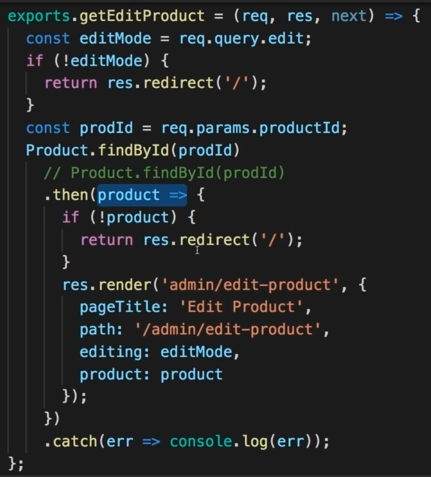 exports.getEditProduct = (req, res, next) => {
  const editMode = req.query.edit;
  if (!editMode) {
    return res.redirect('/');
  }
  const prodId = req.params.productId;
  Product.findById(prodId)
    // Product.findById(prodId)
    .then(product => {
      if (!product) {
        return res.redirect('/');
      }
      res.render('admin/edit-product', {
        pageTitle: 'Edit Product',
        path: '/admin/edit-product',
        editing: editMode,
        product: product
      });
    })
    .catch(err => console.log(err));
};